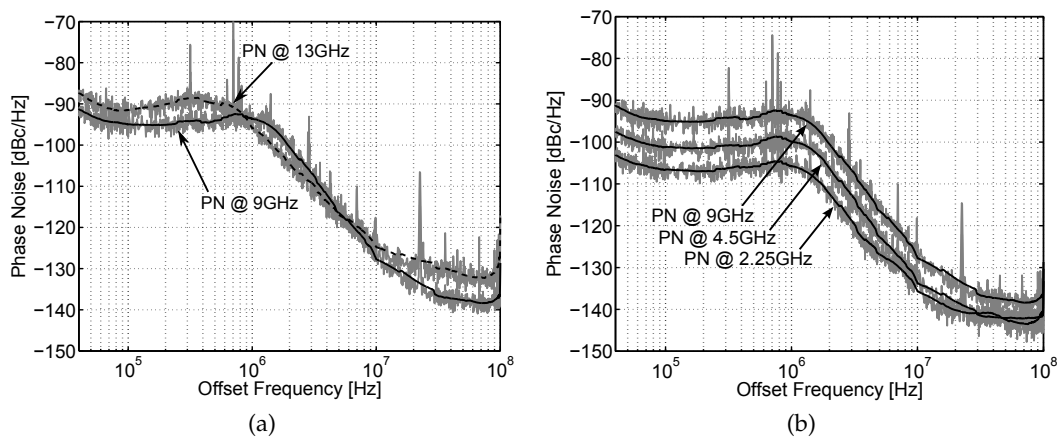 −70
−80
−90
−100
−110
−120
−130
−140
−150
Phase Noise [dBc/Hz]
PN @ 13GHz
PN @ 9GHz
10^5
10^6
10^7
10^8
Offset Frequency [Hz]
(a)
−70
−80
−90
−100
−110
−120
−130
−140
−150
Phase Noise [dBc/Hz]
PN @ 9GHz
PN @ 4.5GHz
PN @ 2.25GHz
10^5
10^6
10^7
10^8
Offset Frequency [Hz]
(b)